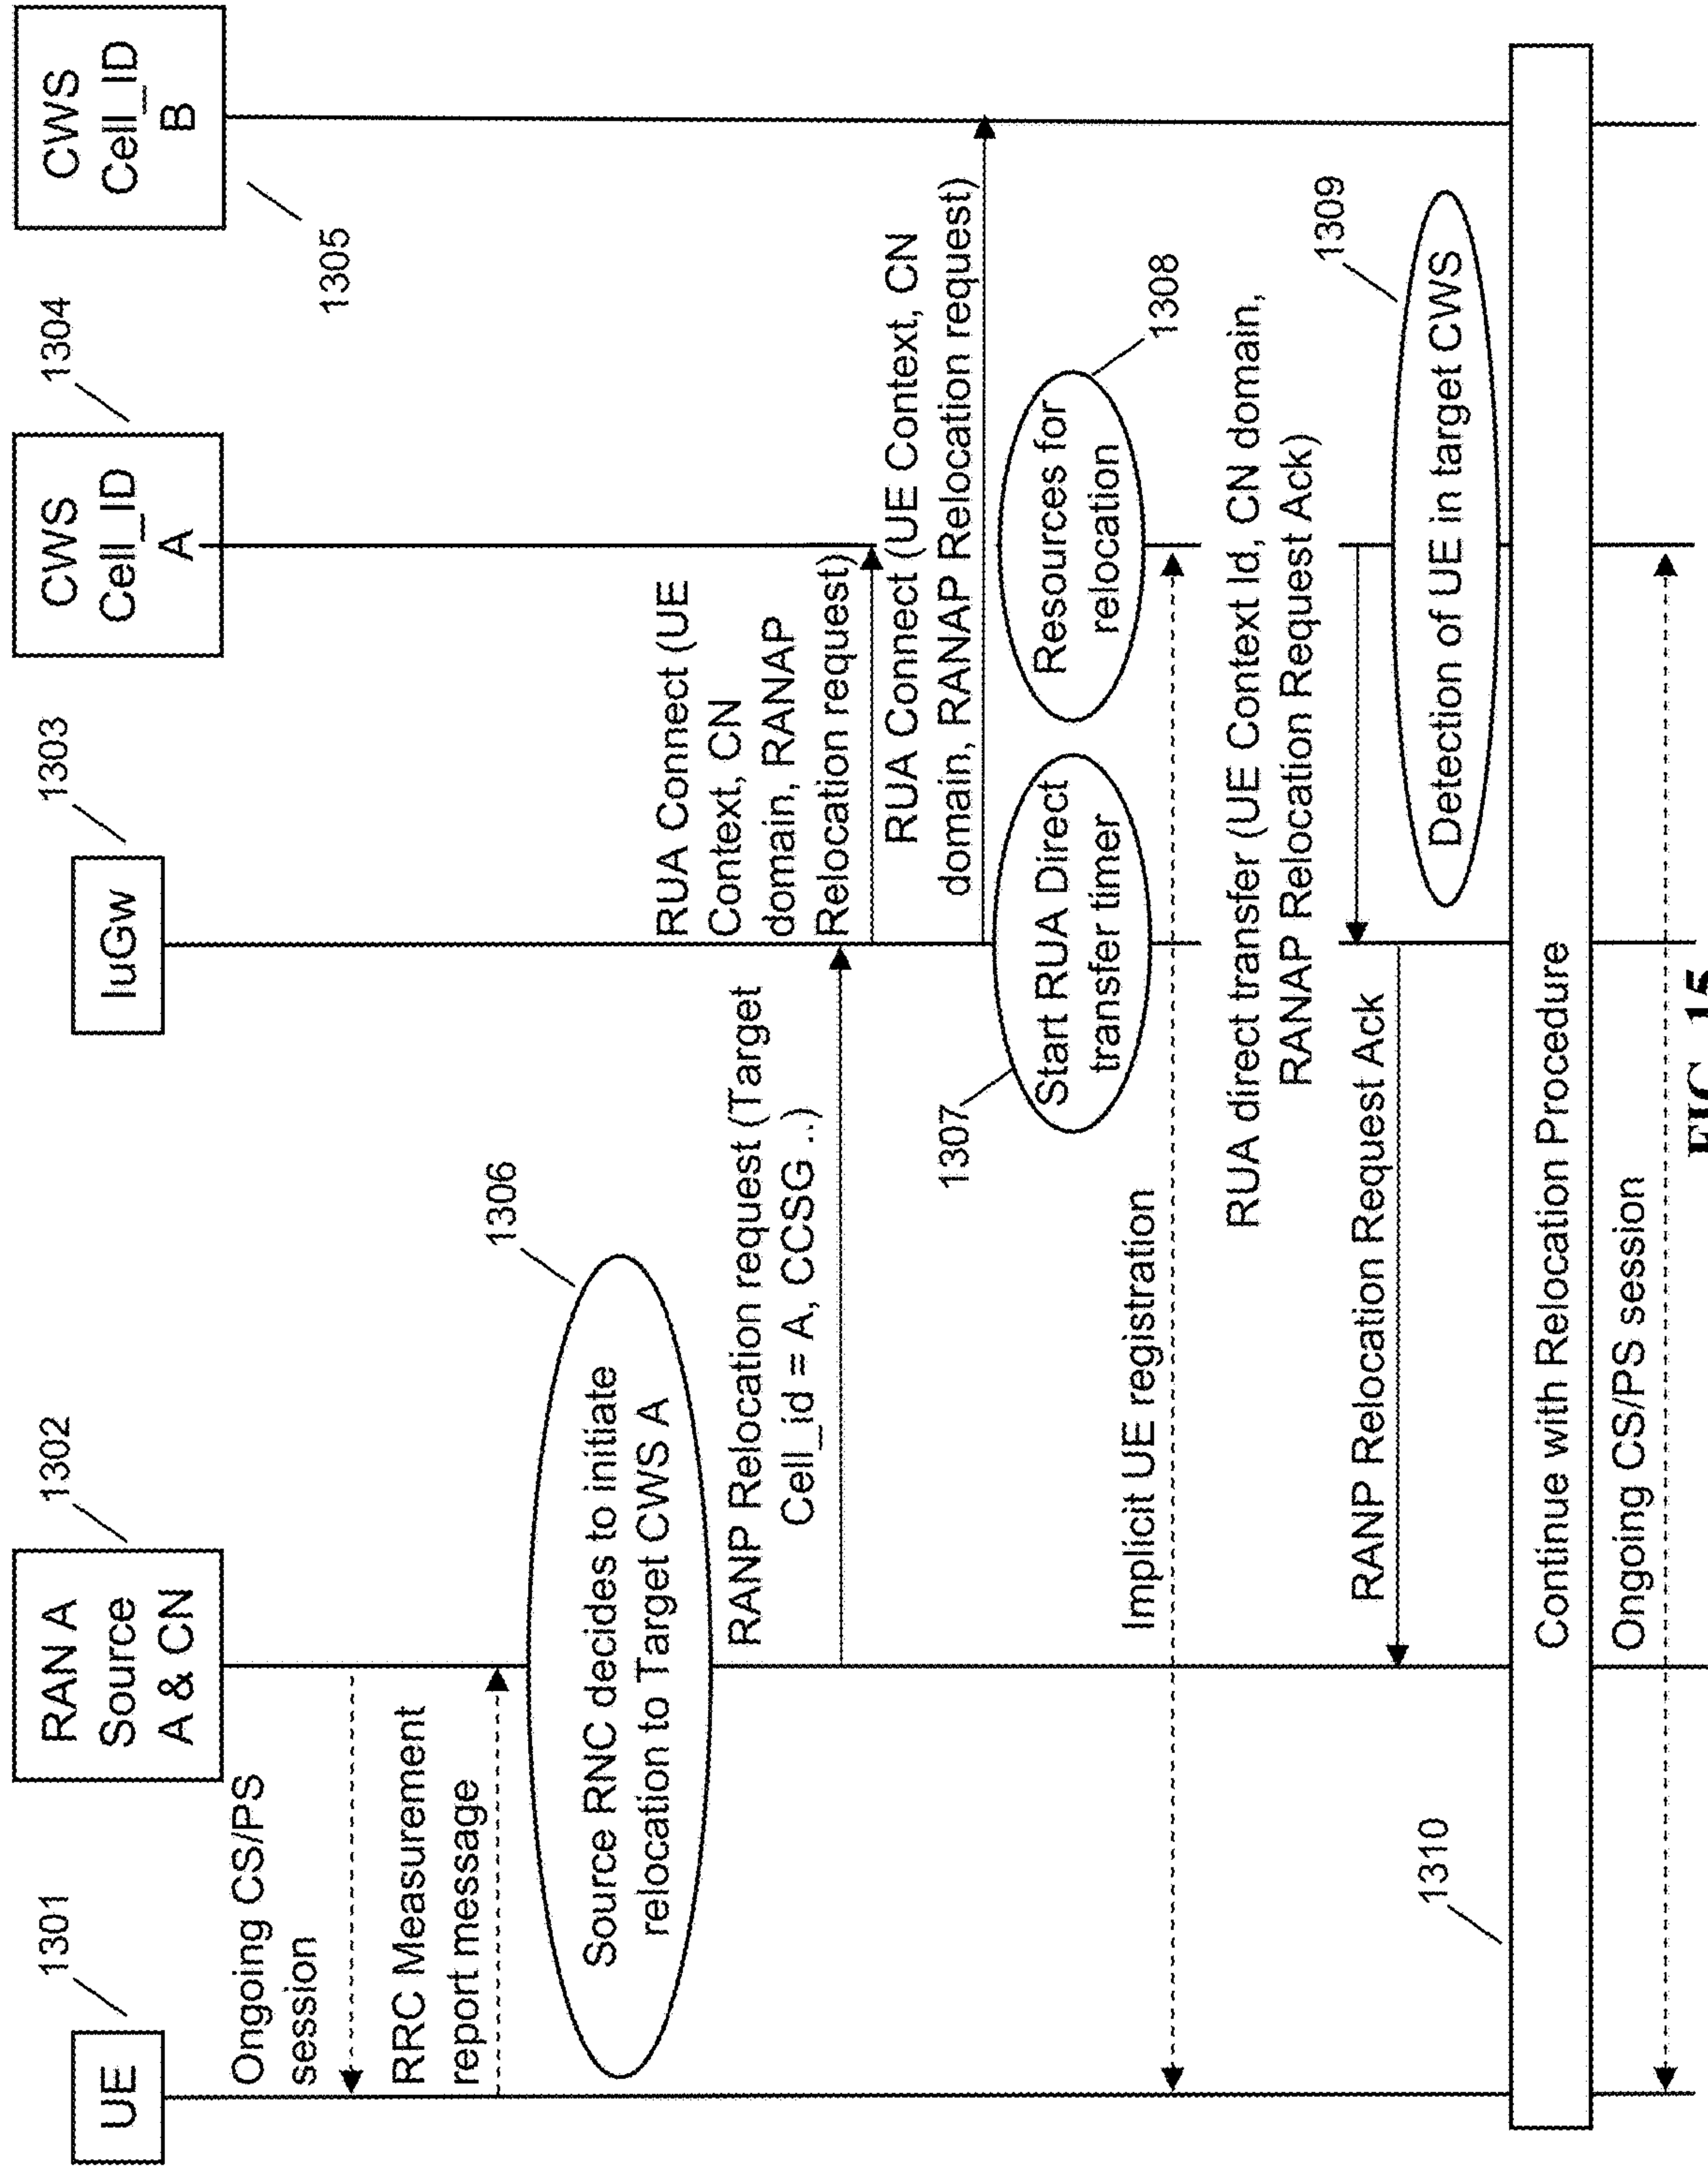 UE
1301
RAN A
Source
A & CN
1302
IuGw
1303
CWS
Cell_ID
A
1304
CWS
Cell_ID
B
1305
Ongoing CS/PS
session
RRC Measurement
report message
Source RNC decides to initiate
relocation to Target CWS A
1306
RANP Relocation request (Target
Cell_id = A, CCSG ..)
RUA Connect (UE
Context, CN
domain, RANAP
Relocation request)
RUA Connect (UE Context, CN
domain, RANAP Relocation request)
Start RUA Direct
transfer timer
1307
Resources for
relocation
1308
Implicit UE registration
RUA direct transfer (UE Context Id, CN domain,
RANAP Relocation Request Ack)
RANP Relocation Request Ack
Detection of UE in target CWS
1309
Continue with Relocation Procedure
1310
Ongoing CS/PS session
FIG. 15